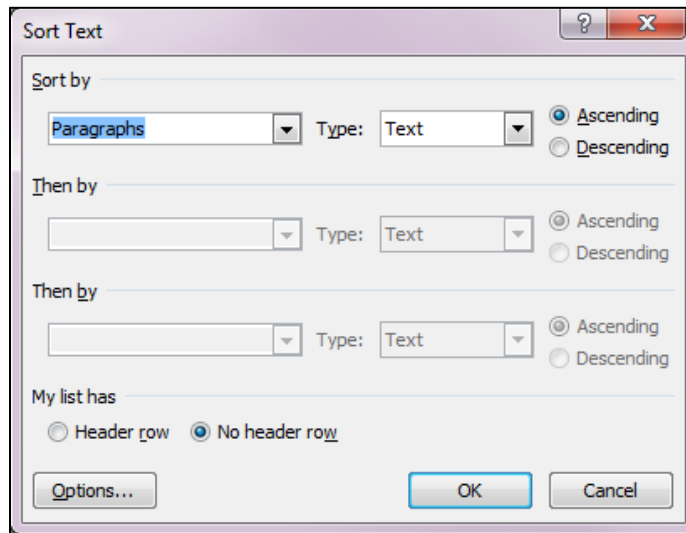 Sort Text
?
X
Sort by
Paragraphs Type: Text Ascending
Descending
Then by
Type: Text Ascending
Descending
Then by
Type: Text Ascending
Descending
My list has
Header row No header row
Options... OK Cancel